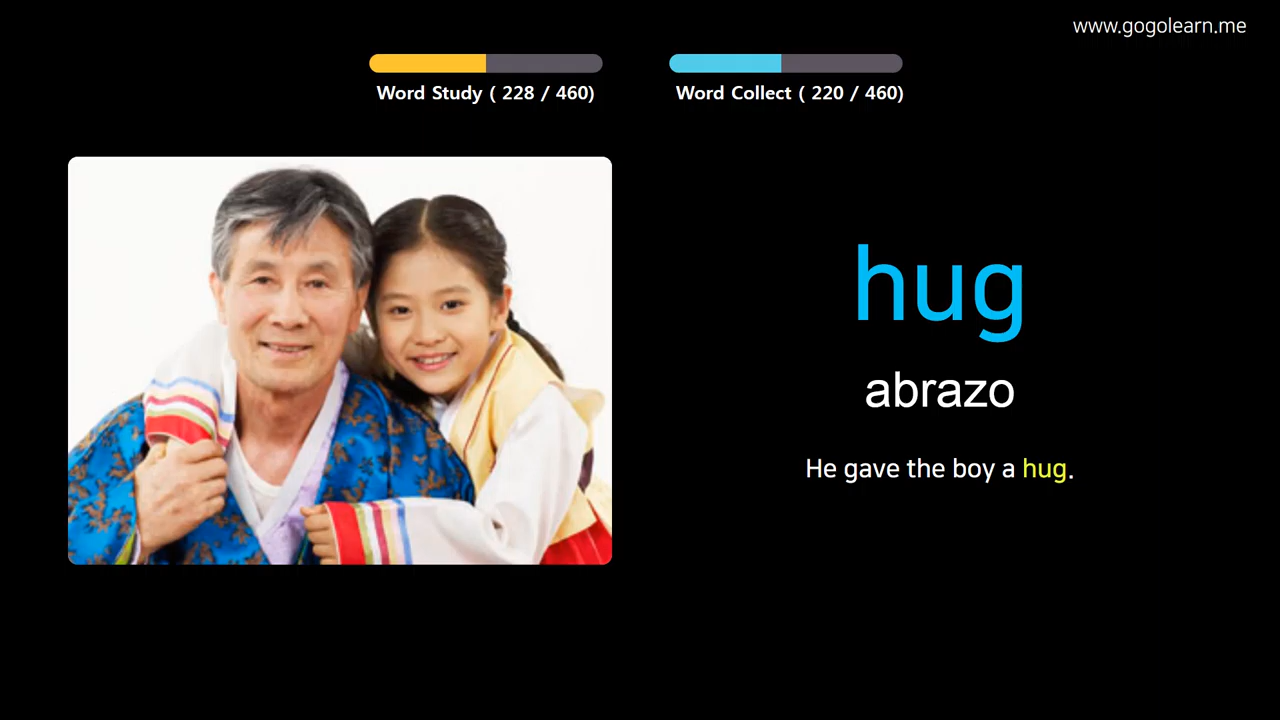 www.gogolearn.me
Word Study ( 228 / 460)
Word Collect ( 220 / 460)
hug
abrazo
He gave the boy a hug.